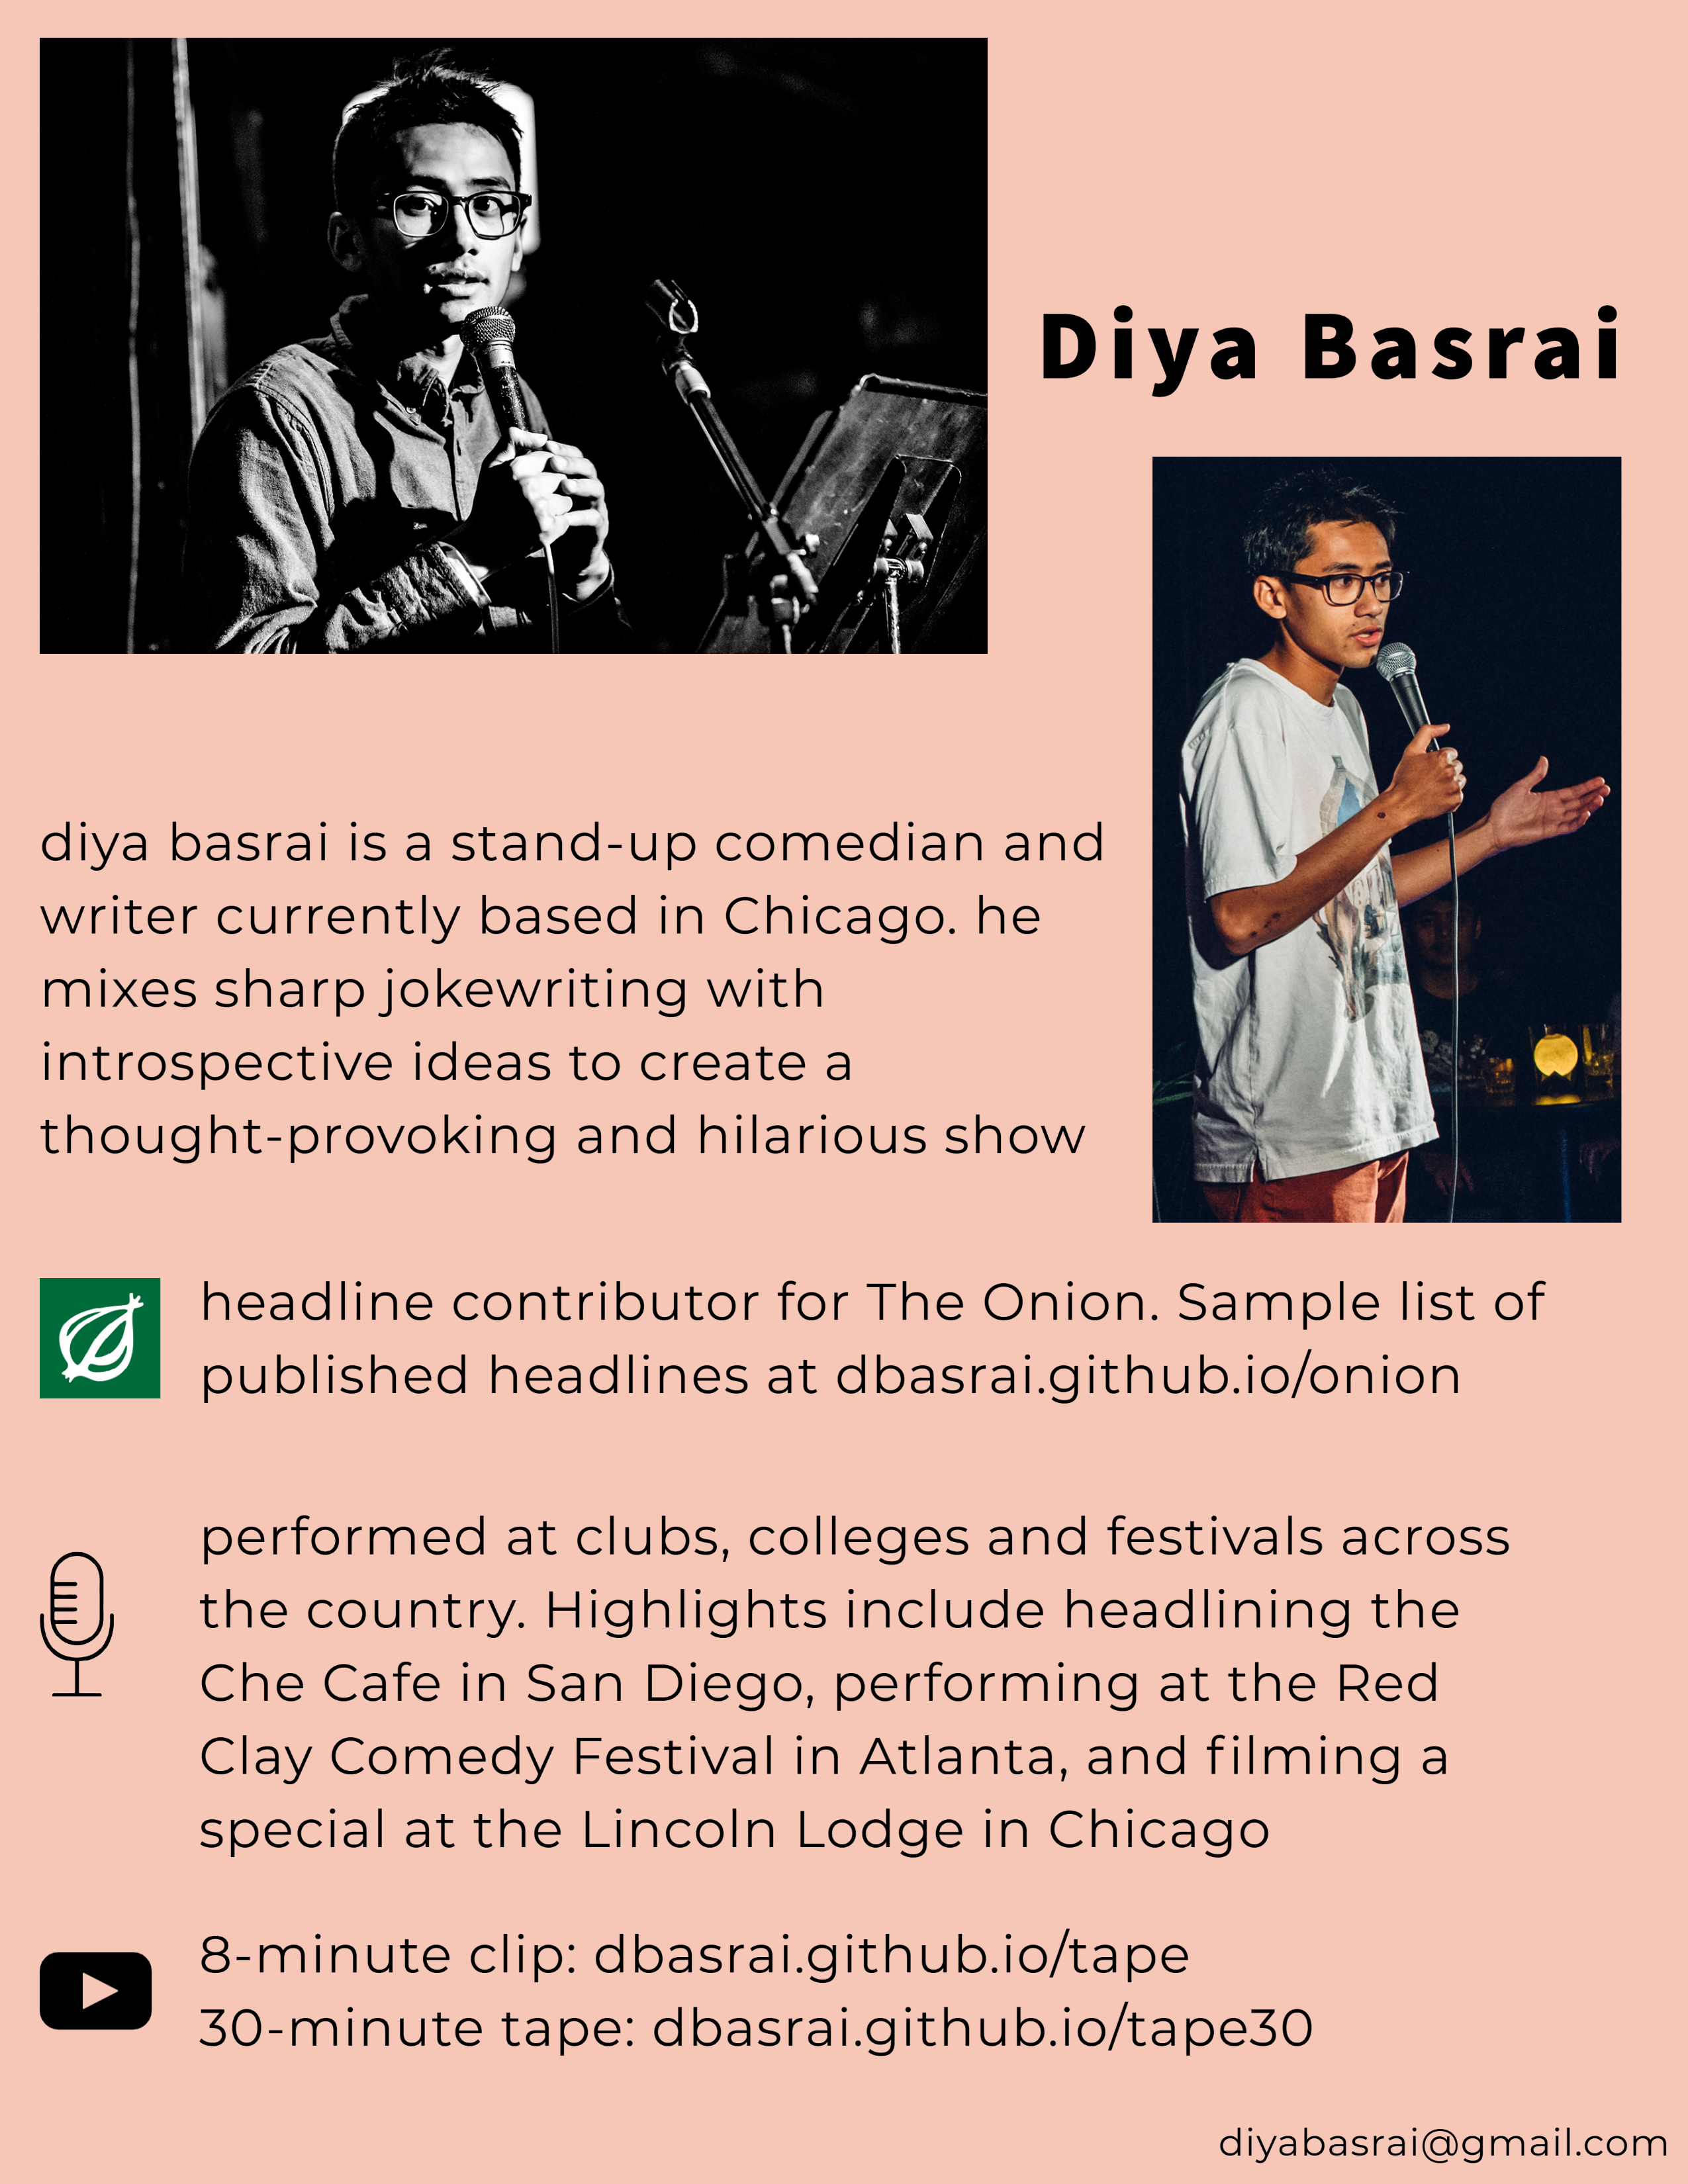 Diya Basrai
diya basrai is a stand-up comedian and
writer currently based in Chicago. he
mixes sharp jokewriting with
introspective ideas to create a
thought-provoking and hilarious show
headline contributor for The Onion. Sample list of
published headlines at dbasrai.github.io/onion
performed at clubs, colleges and festivals across
the country. Highlights include headlining the
Che Cafe in San Diego, performing at the Red
Clay Comedy Festival in Atlanta, and filming a
special at the Lincoln Lodge in Chicago
8-minute clip: dbasrai.github.io/tape
30-minute tape: dbasrai.github.io/tape30
diyabasrai@gmail.com